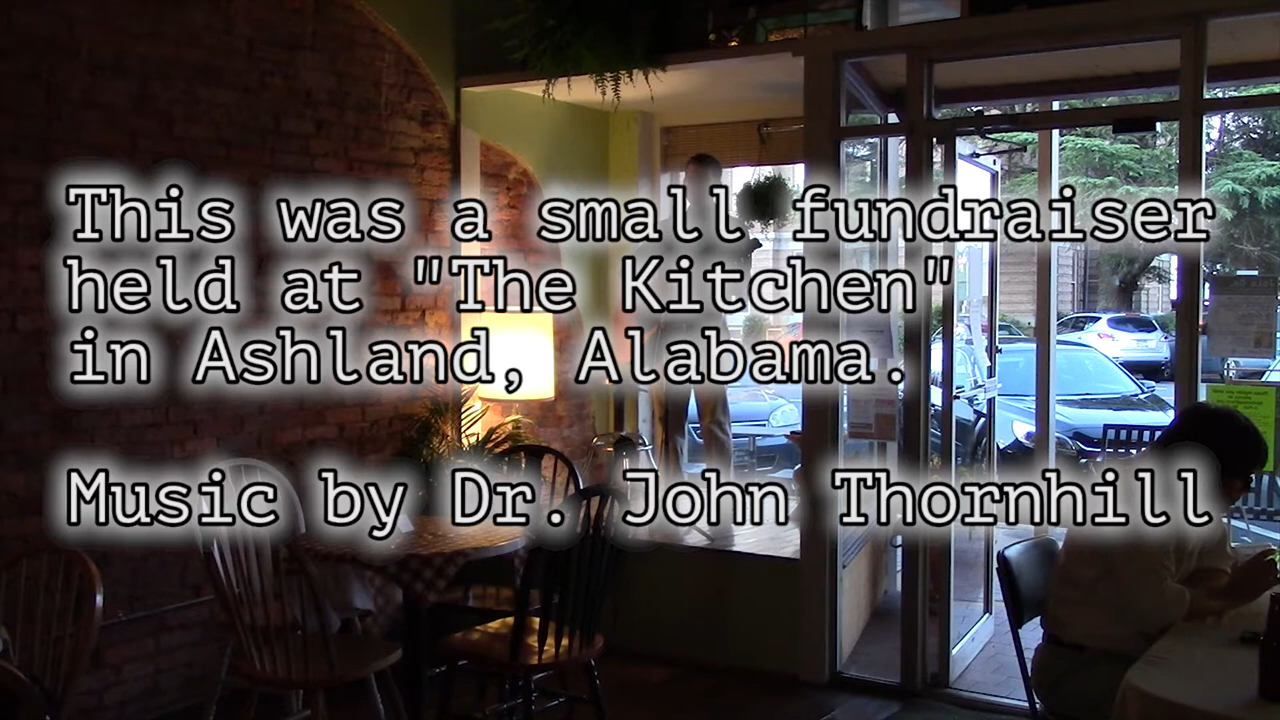 This was a small fundraiser
held at "The Kitchen"
in Ashland, Alabama.
Music by Dr. John Thornhill